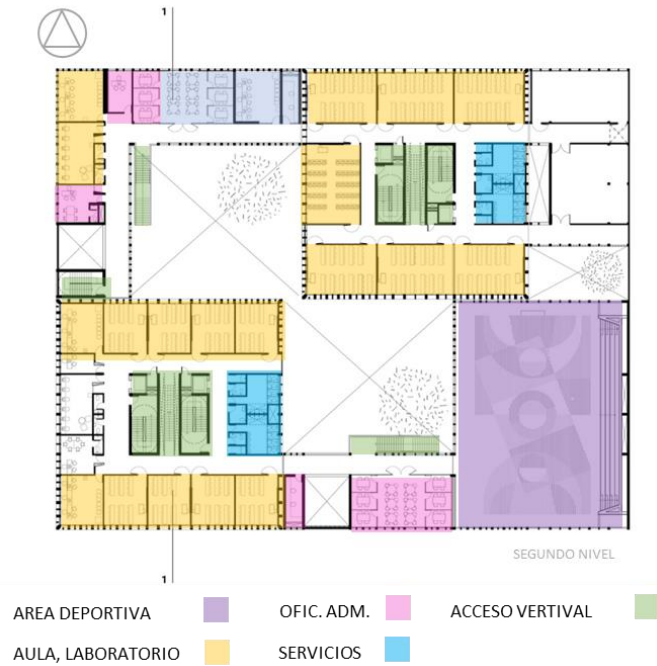 1
SEGUNDO NIVEL
1
AREA DEPORTIVA
OFIC. ADM.
ACCESO VERTIVAL
AULA, LABORATORIO
SERVICIOS